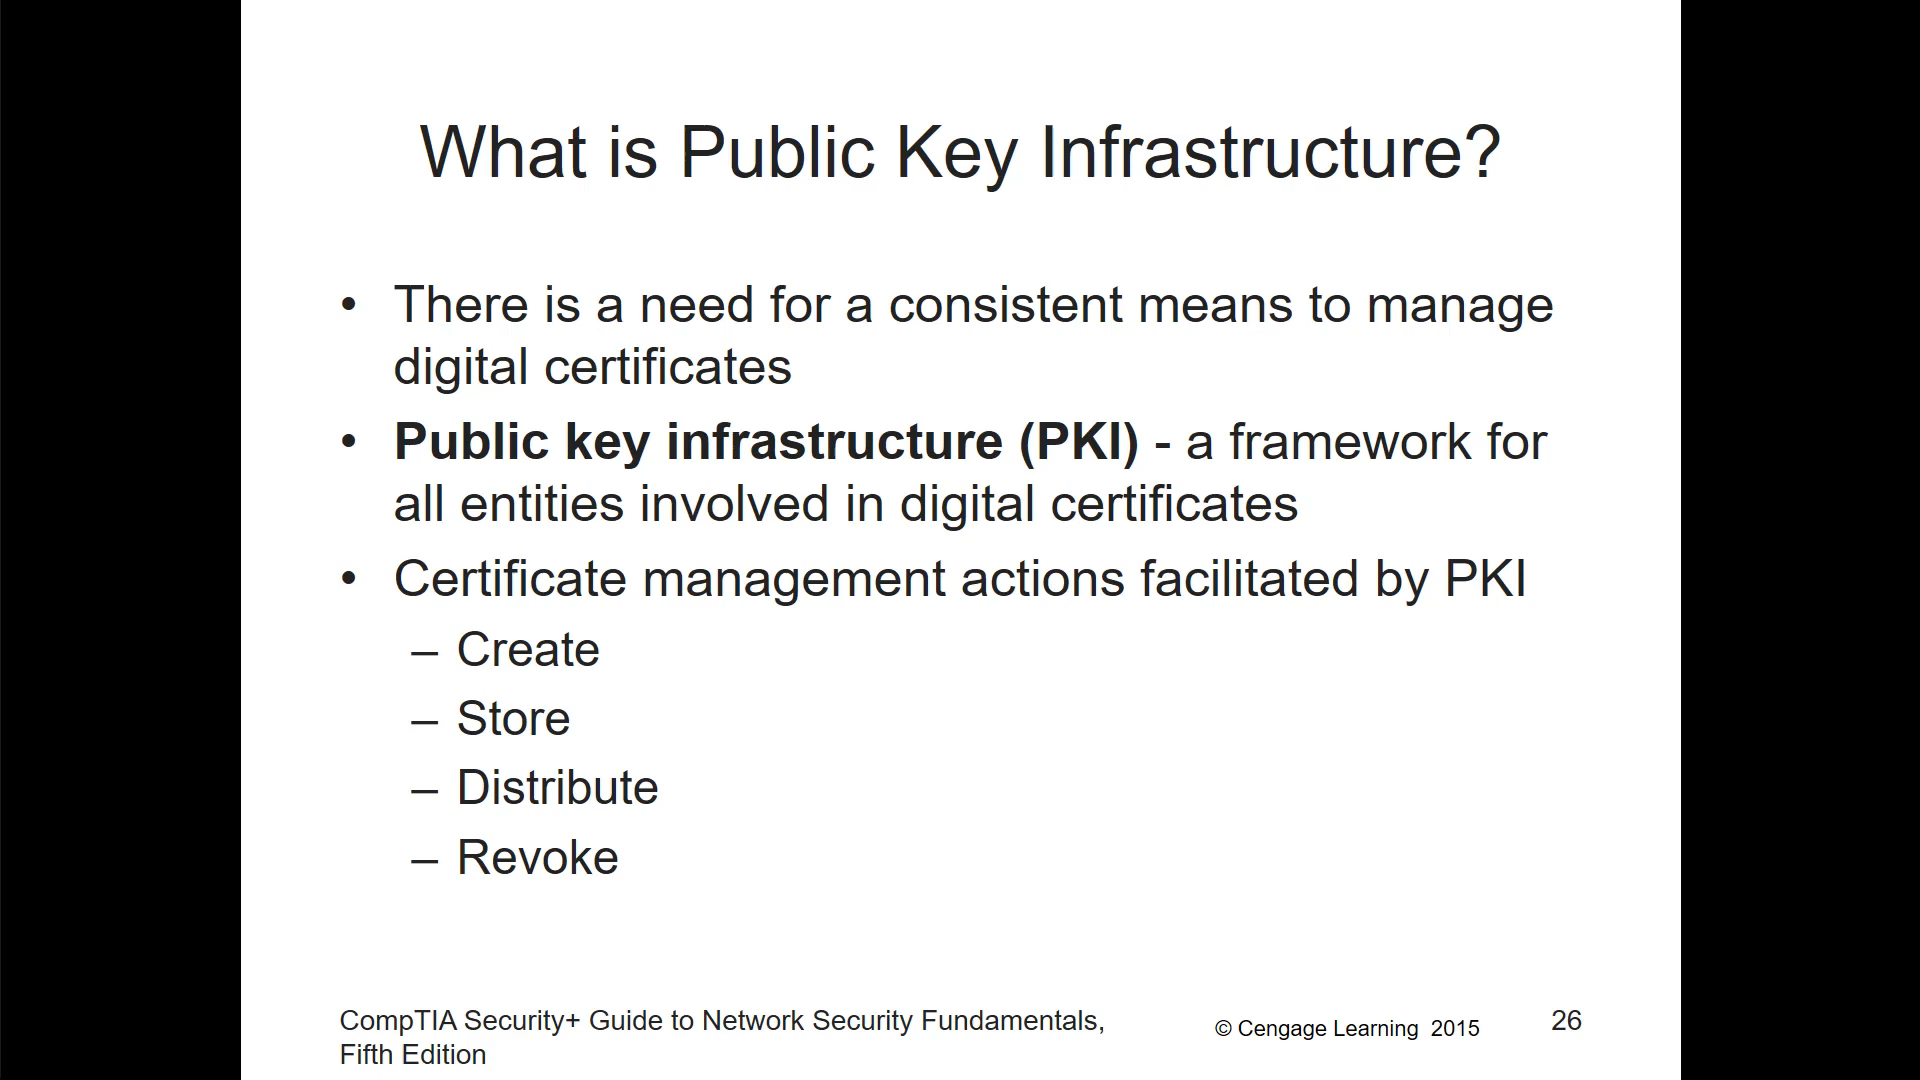 What is Public Key Infrastructure?
• There is a need for a consistent means to manage
digital certificates
• Public key infrastructure (PKI) - a framework for
all entities involved in digital certificates
• Certificate management actions facilitated by PKI
– Create
– Store
– Distribute
– Revoke
CompTIA Security+ Guide to Network Security Fundamentals,
Fifth Edition
© Cengage Learning 2015
26